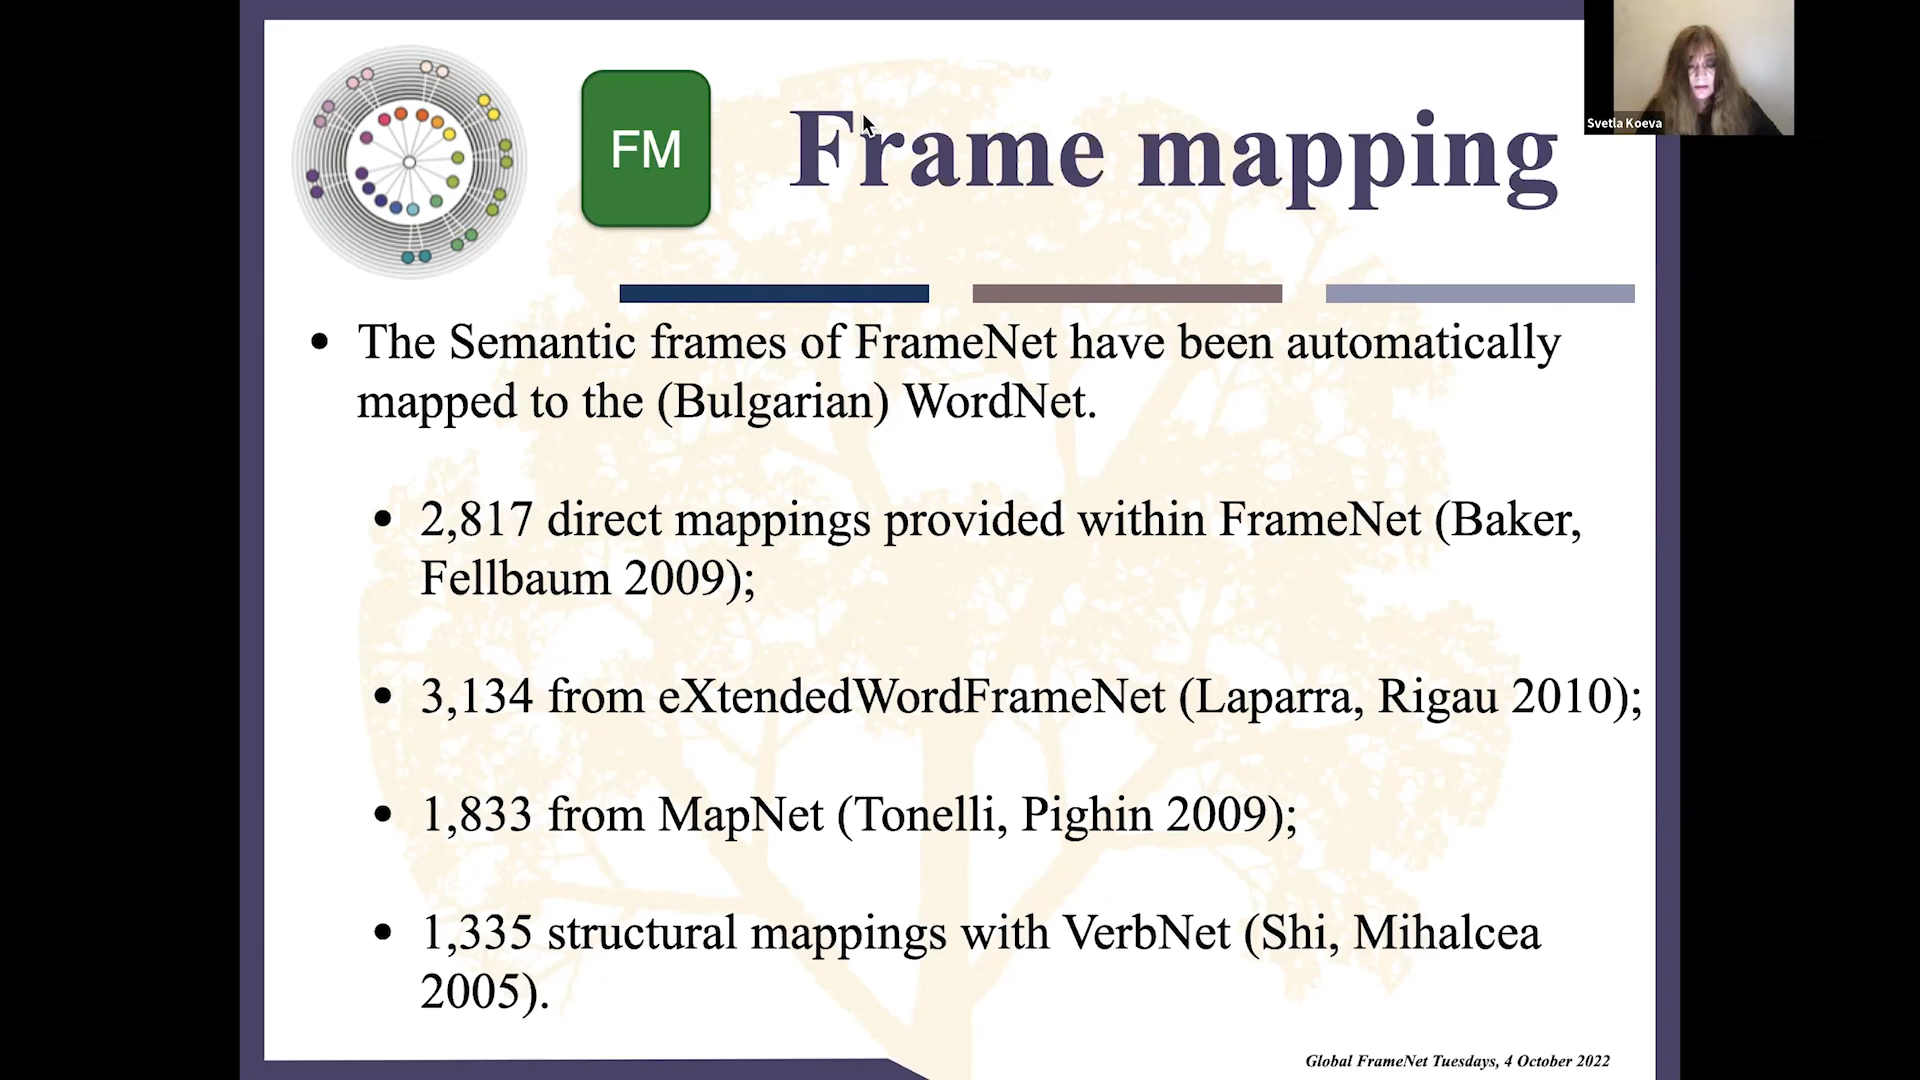 FM
Frame mapping
Svetla Koeva
• The Semantic frames of FrameNet have been automatically
mapped to the (Bulgarian) WordNet.
• 2,817 direct mappings provided within FrameNet (Baker,
Fellbaum 2009);
• 3,134 from eXtendedWordFrameNet (Laparra, Rigau 2010);
• 1,833 from MapNet (Tonelli, Pighin 2009);
• 1,335 structural mappings with VerbNet (Shi, Mihalcea
2005).
Global FrameNet Tuesdays, 4 October 2022